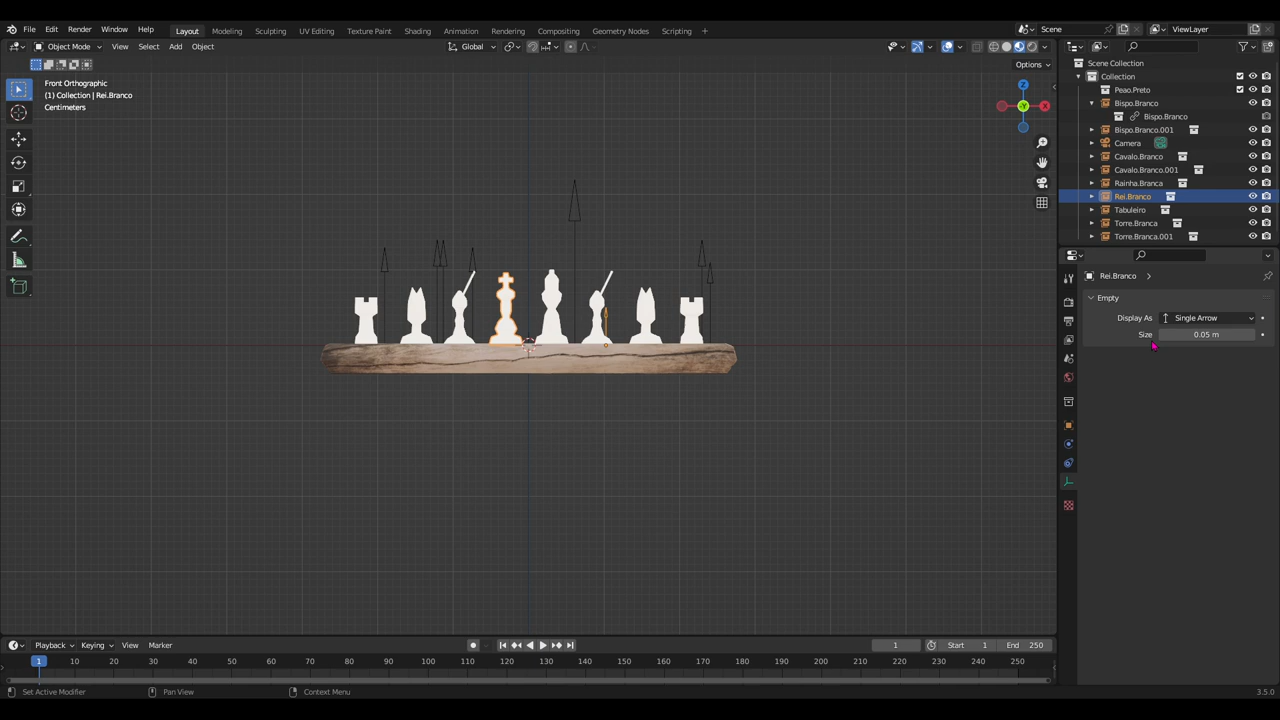 File Edit Render Window Help Layout Modeling Sculpting UV Editing Texture Paint Shading Animation Rendering Compositing Geometry Nodes Scripting + Scene ViewLayer
Object Mode View Select Add Object Global
Options
Front Orthographic
(1) Collection | Rei.Branco
Centimeters
Z
X
-Y
Scene Collection
Collection
Peao.Preto
Bispo.Branco
Bispo.Branco
Bispo.Branco.001
Camera
Cavalo.Branco
Cavalo.Branco.001
Rainha.Branca
Rei.Branco
Tabuleiro
Torre.Branca
Torre.Branca.001
Rei.Branco
Empty
Display As Single Arrow
Size 0.05 m
Playback Keying View Marker 1 Start 1 End 250
1 10 20 30 40 50 60 70 80 90 100 110 120 130 140 150 160 170 180 190 200 210 220 230 240 250
Set Active Modifier Pan View Context Menu 3.5.0